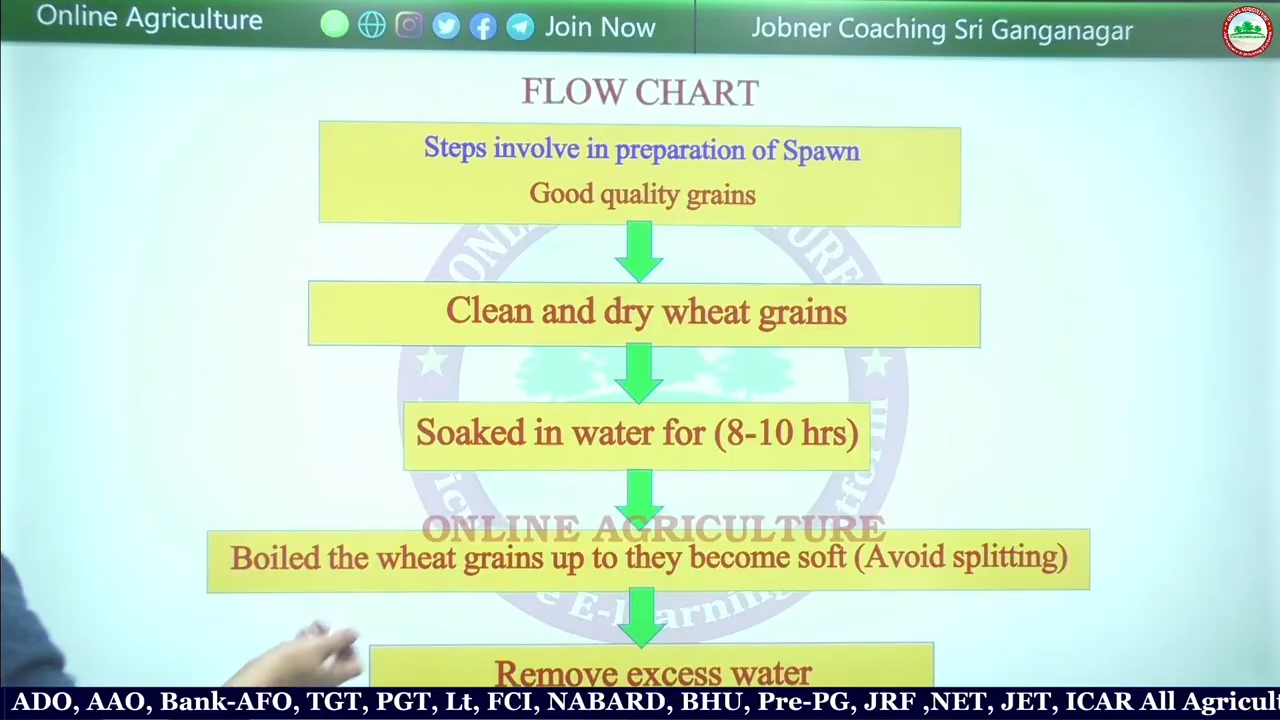 Online Agriculture
Join Now
Jobner Coaching Sri Ganganagar
FLOW CHART
Steps involve in preparation of Spawn
Good quality grains
Clean and dry wheat grains
Soaked in water for (8-10 hrs)
ONLINE AGRICULTURE
Boiled the wheat grains up to they become soft (Avoid splitting)
Remove excess water
ADO, AAO, Bank-AFO, TGT, PGT, Lt, FCI, NABARD, BHU, Pre-PG, JRF ,NET, JET, ICAR All